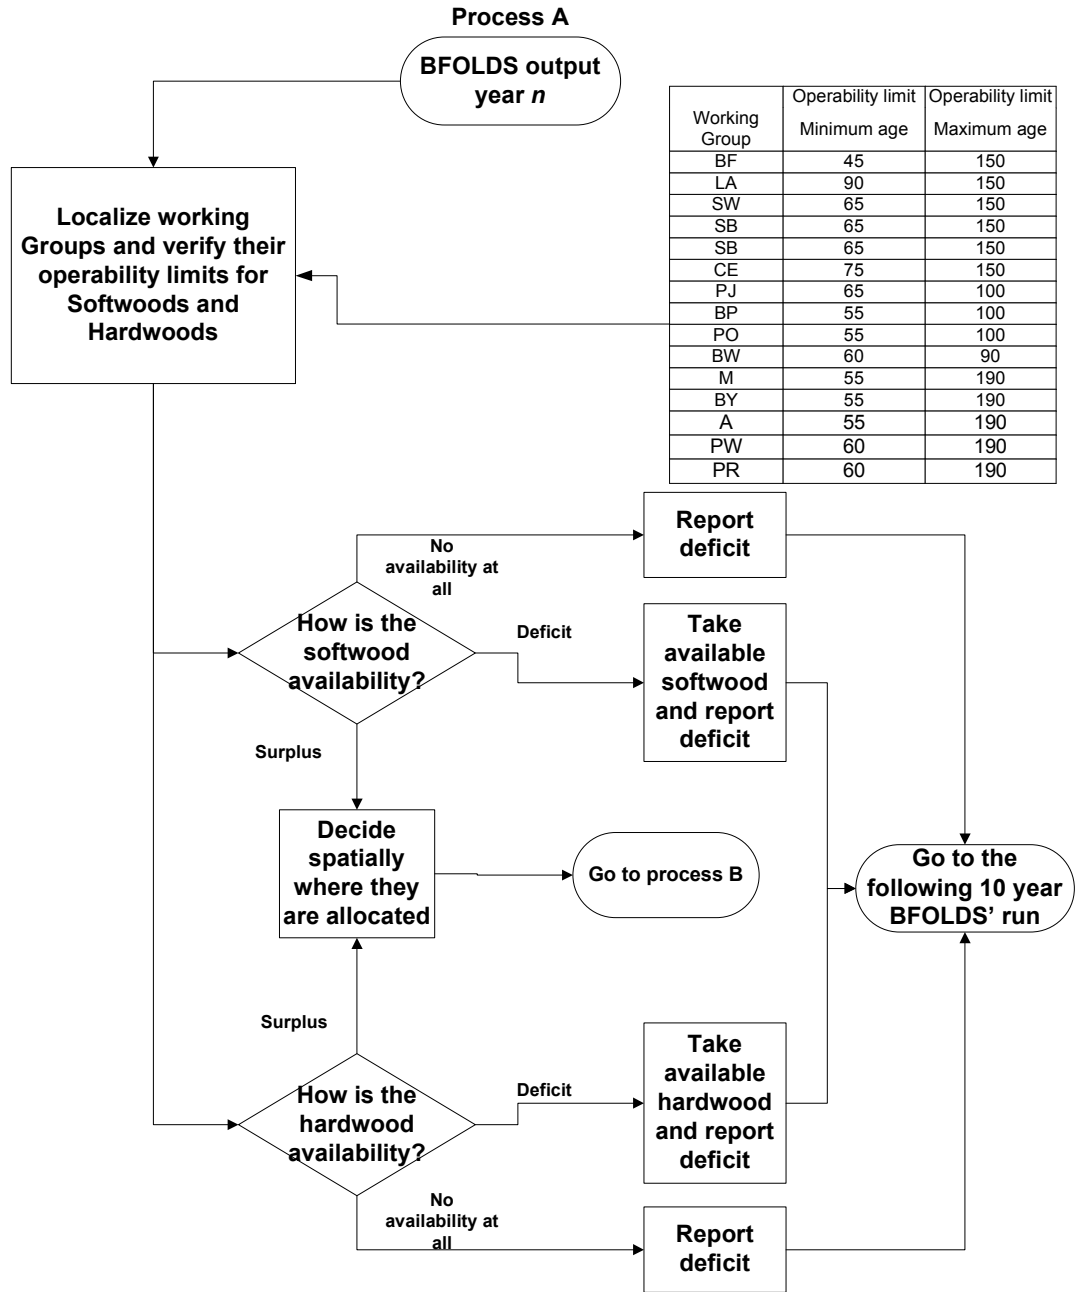 Process A
BFOLDS output
year n
Localize working
Groups and verify their
operability limits for
Softwoods and
Hardwoods
Operability limit Operability limit
Working
Group
Minimum age Maximum age
BF 45 150
LA 90 150
SW 65 150
SB 65 150
SB 65 150
CE 75 150
PJ 65 100
BP 55 100
PO 55 100
BW 60 90
M 55 190
BY 55 190
A 55 190
PW 60 190
PR 60 190
No
availability at
all
Report
deficit
How is the
softwood
availability?
Deficit
Take
available
softwood
and report
deficit
Surplus
Decide
spatially
where they
are allocated
Go to process B
Go to the
following 10 year
BFOLDS’ run
Surplus
How is the
hardwood
availability?
Deficit
Take
available
hardwood
and report
deficit
No
availability at
all
Report
deficit